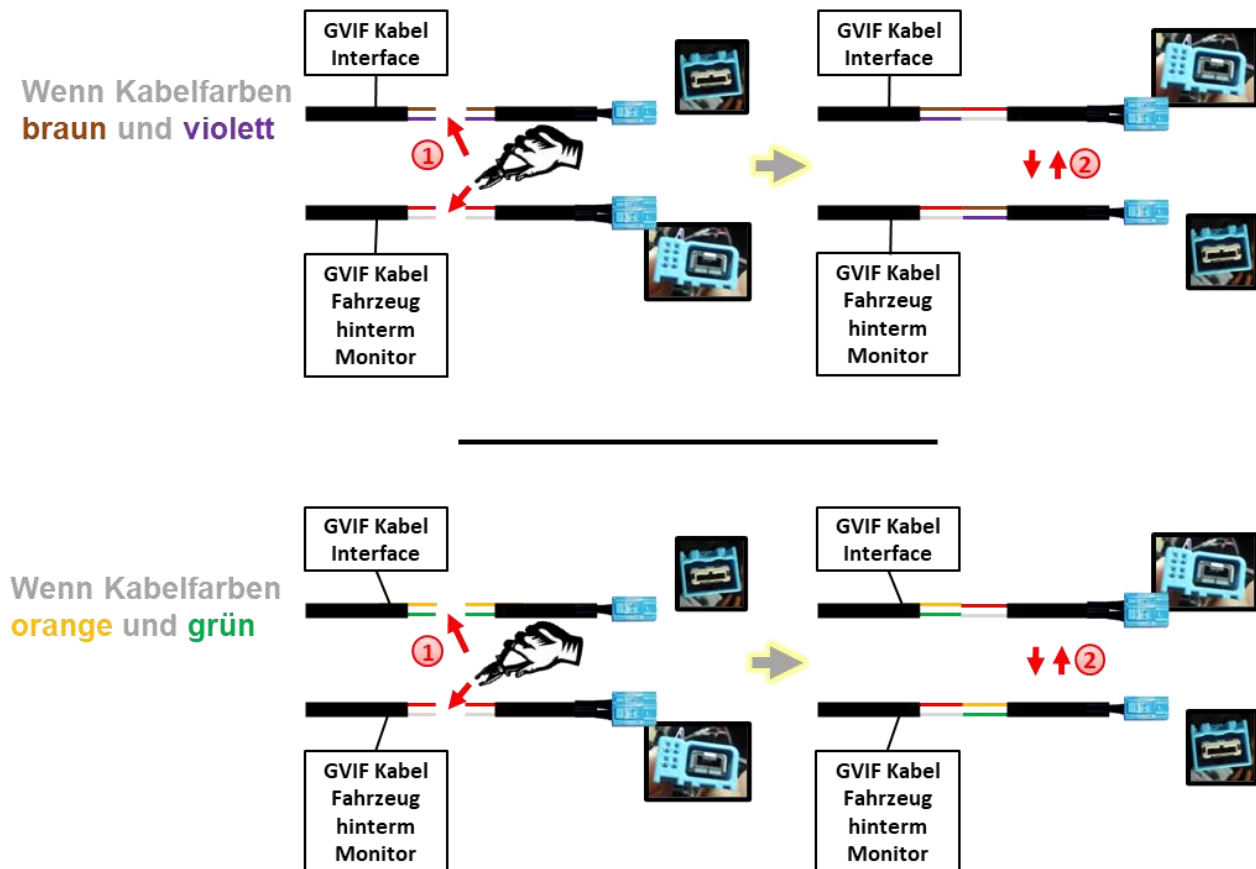 GVIF Kabel
Interface
GVIF Kabel
Interface
Wenn Kabelfarben
braun und violett
1
2
GVIF Kabel
Fahrzeug
hinterm
Monitor
GVIF Kabel
Fahrzeug
hinterm
Monitor
GVIF Kabel
Interface
GVIF Kabel
Interface
Wenn Kabelfarben
orange und grün
1
2
GVIF Kabel
Fahrzeug
hinterm
Monitor
GVIF Kabel
Fahrzeug
hinterm
Monitor